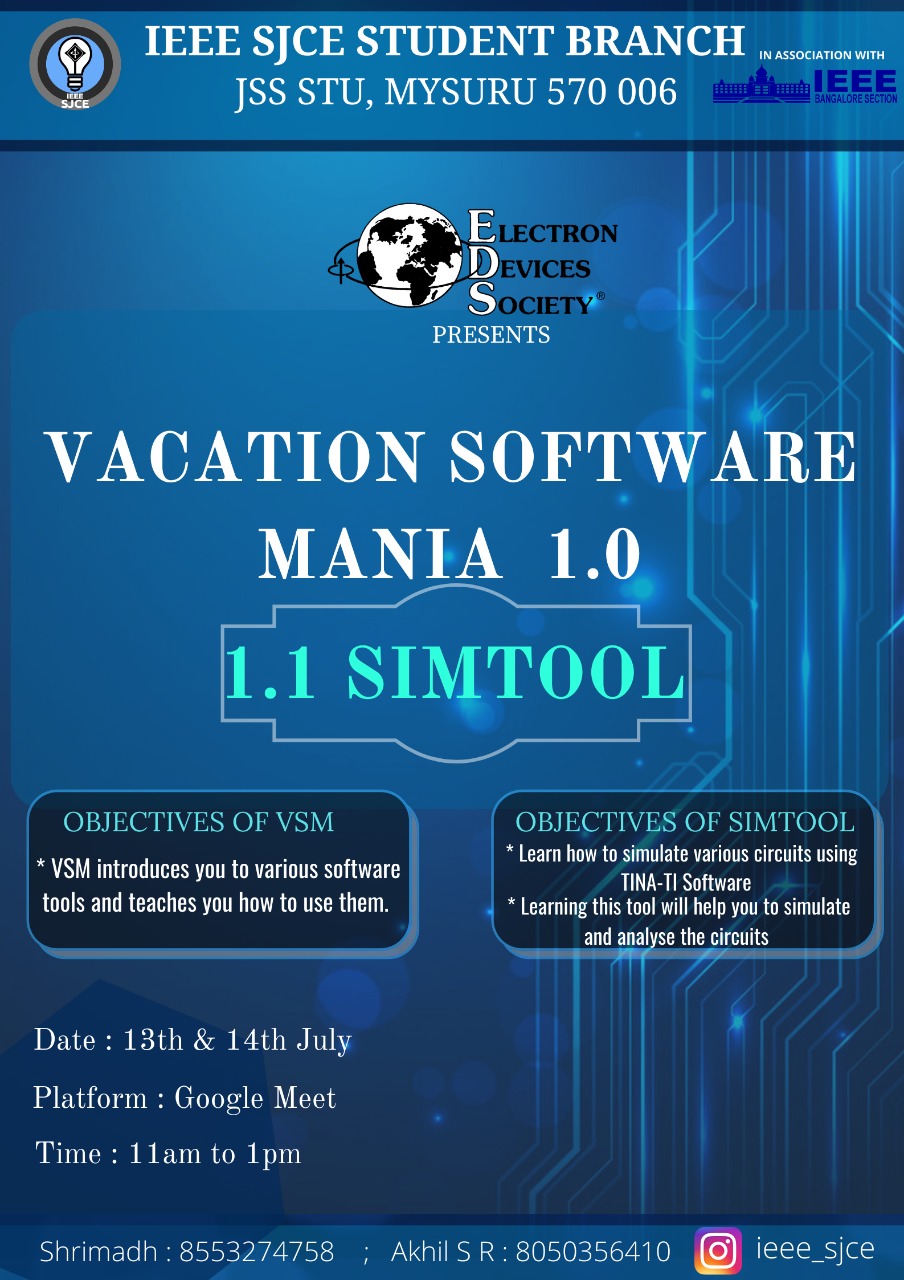 IEEE SJCE STUDENT BRANCH
JSS STU, MYSURU 570 006
IEEE
SJCE
IN ASSOCIATION WITH
IEEE
BANGALORE SECTION
ELECTRON
DEVICES
SOCIETY®
PRESENTS
VACATION SOFTWARE
MANIA 1.0
1.1 SIMTOOL
OBJECTIVES OF VSM
* VSM introduces you to various software
tools and teaches you how to use them.
OBJECTIVES OF SIMTOOL
* Learn how to simulate various circuits using
TINA-TI Software
* Learning this tool will help you to simulate
and analyse the circuits
Date : 13th & 14th July
Platform : Google Meet
Time : 11am to 1pm
Shrimadh : 8553274758 ; Akhil S R : 8050356410 ieee_sjce